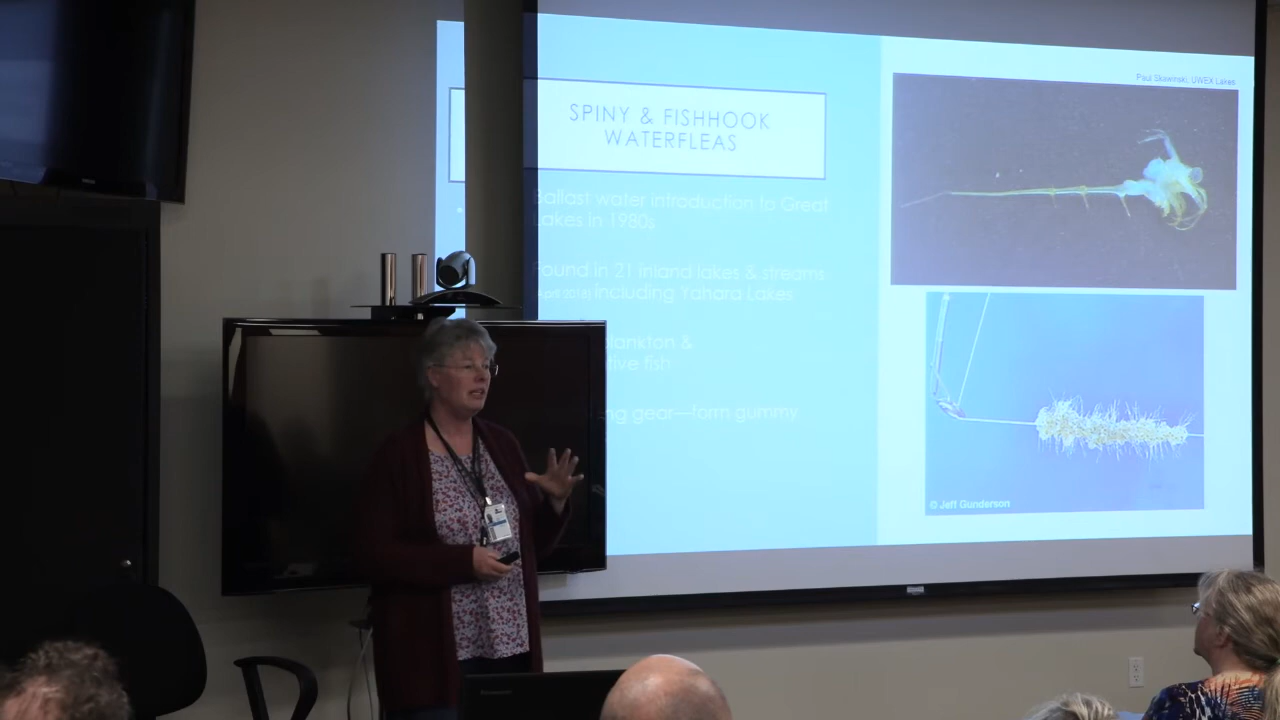 Paul Skawinski, UWEX Lakes
SPINY & FISHHOOK
WATERFLEAS
Ballast water introduction to Great
Lakes in 1980s
Found in 21 inland lakes & streams
including Yahara Lakes
plankton &
tive fish
ng gear—form gummy
© Jeff Gunderson